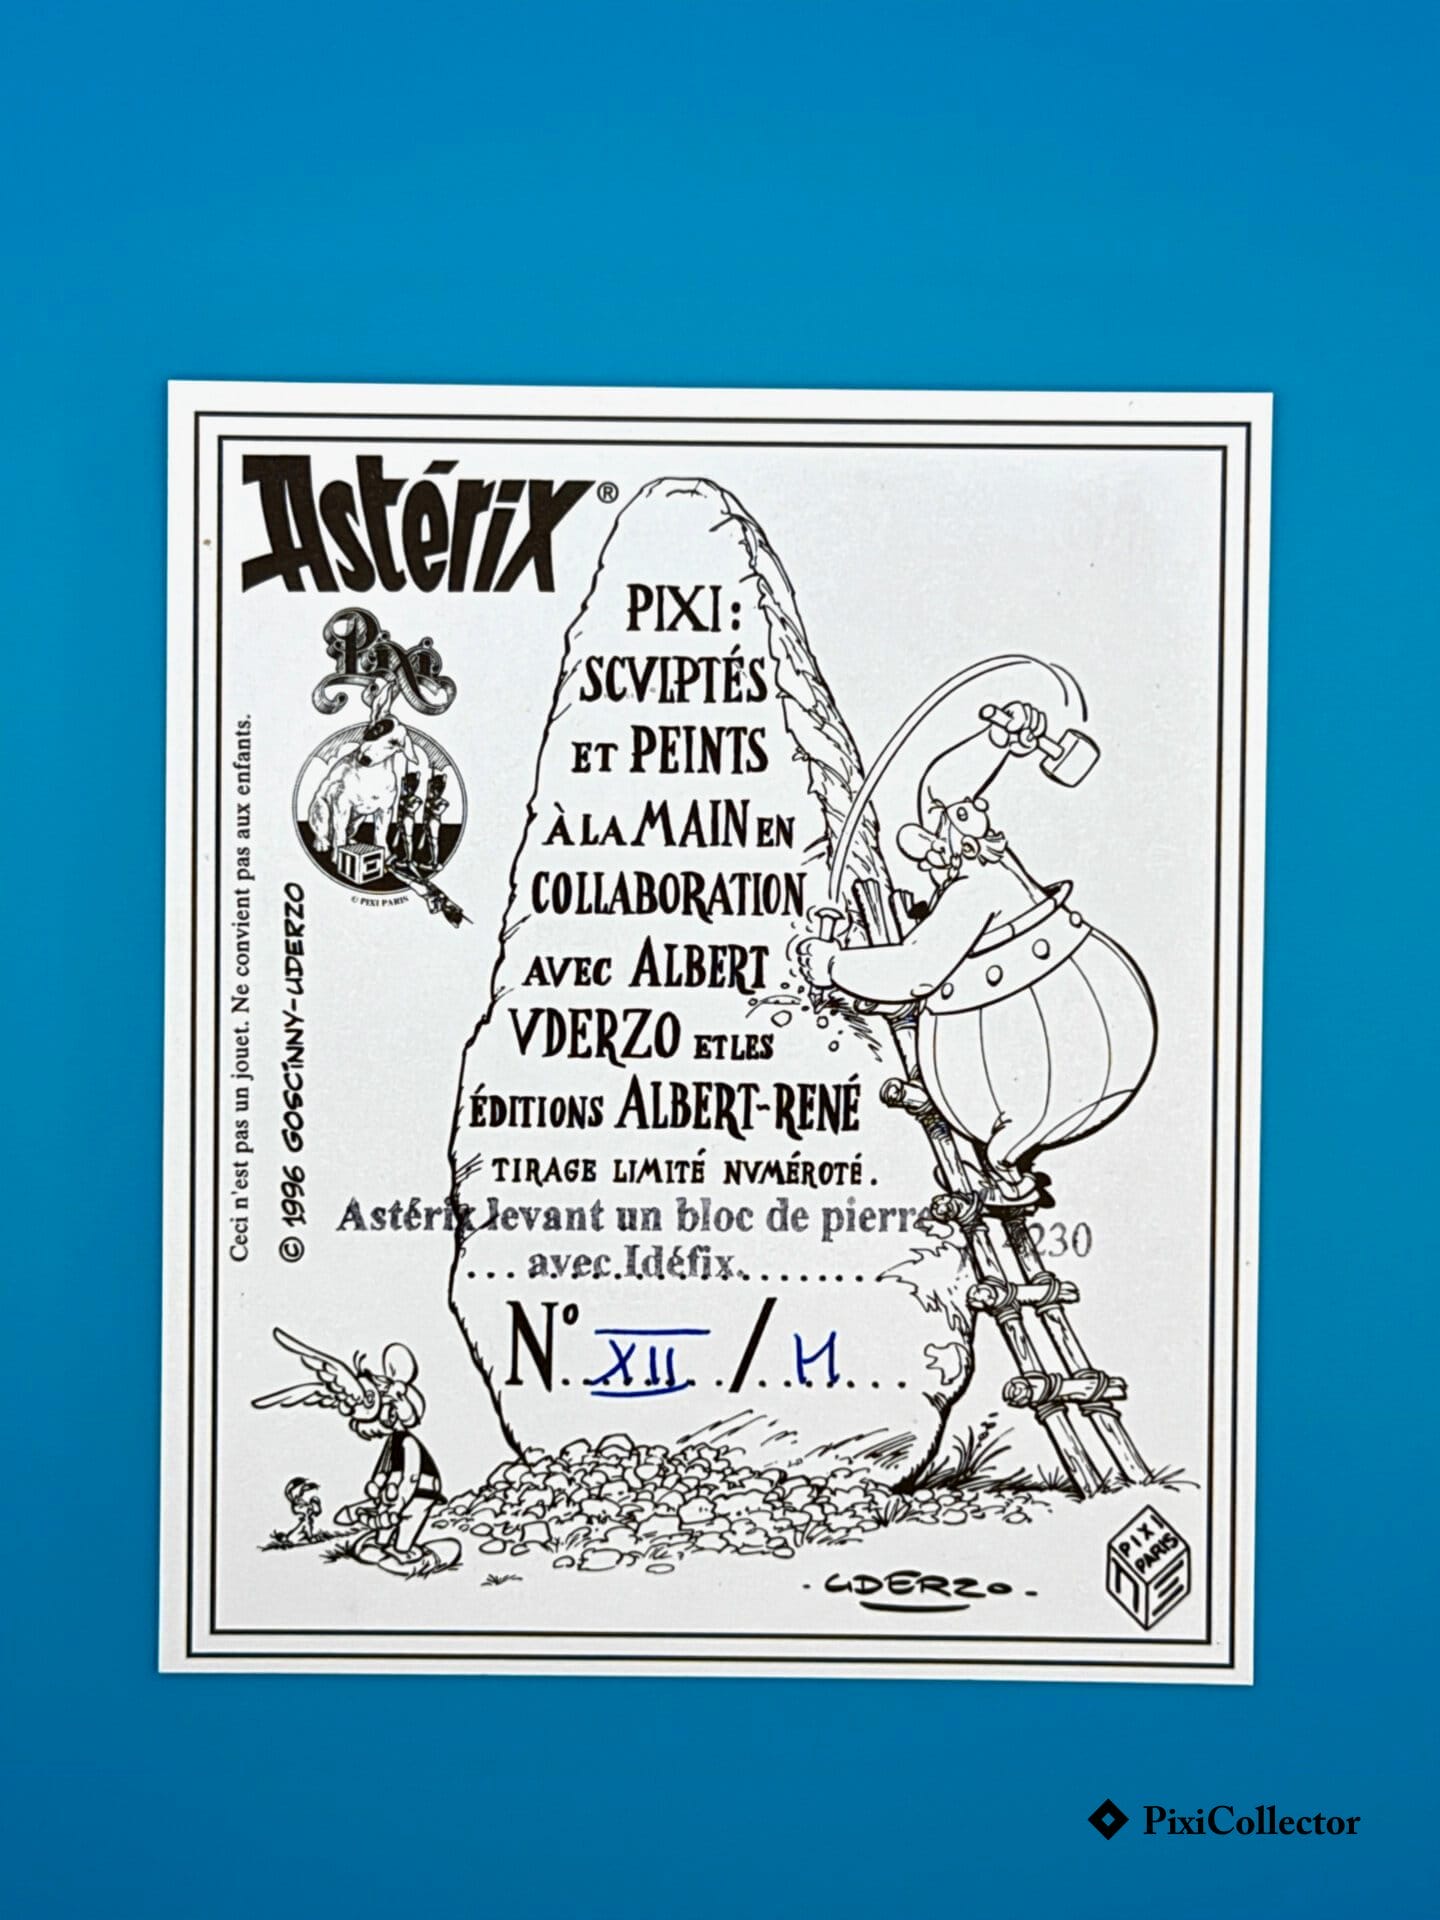 Astérix®
Pixi
© PIXI PARIS
Ceci n'est pas un jouet. Ne convient pas aux enfants.
© 1996 GOSCINNY-UDERZO
PIXI :
SCVLPTÉS
ET PEINTS
À LA MAIN EN
COLLABORATION
AVEC ALBERT
VDERZO ET LES
ÉDITIONS ALBERT-RENÉ
TIRAGE LIMITÉ NVMÉROTÉ.
Astérix levant un bloc de pierre
avec Idéfix.
N° XII / H
·UDERZO·
PIXI
PARIS
PixiCollector